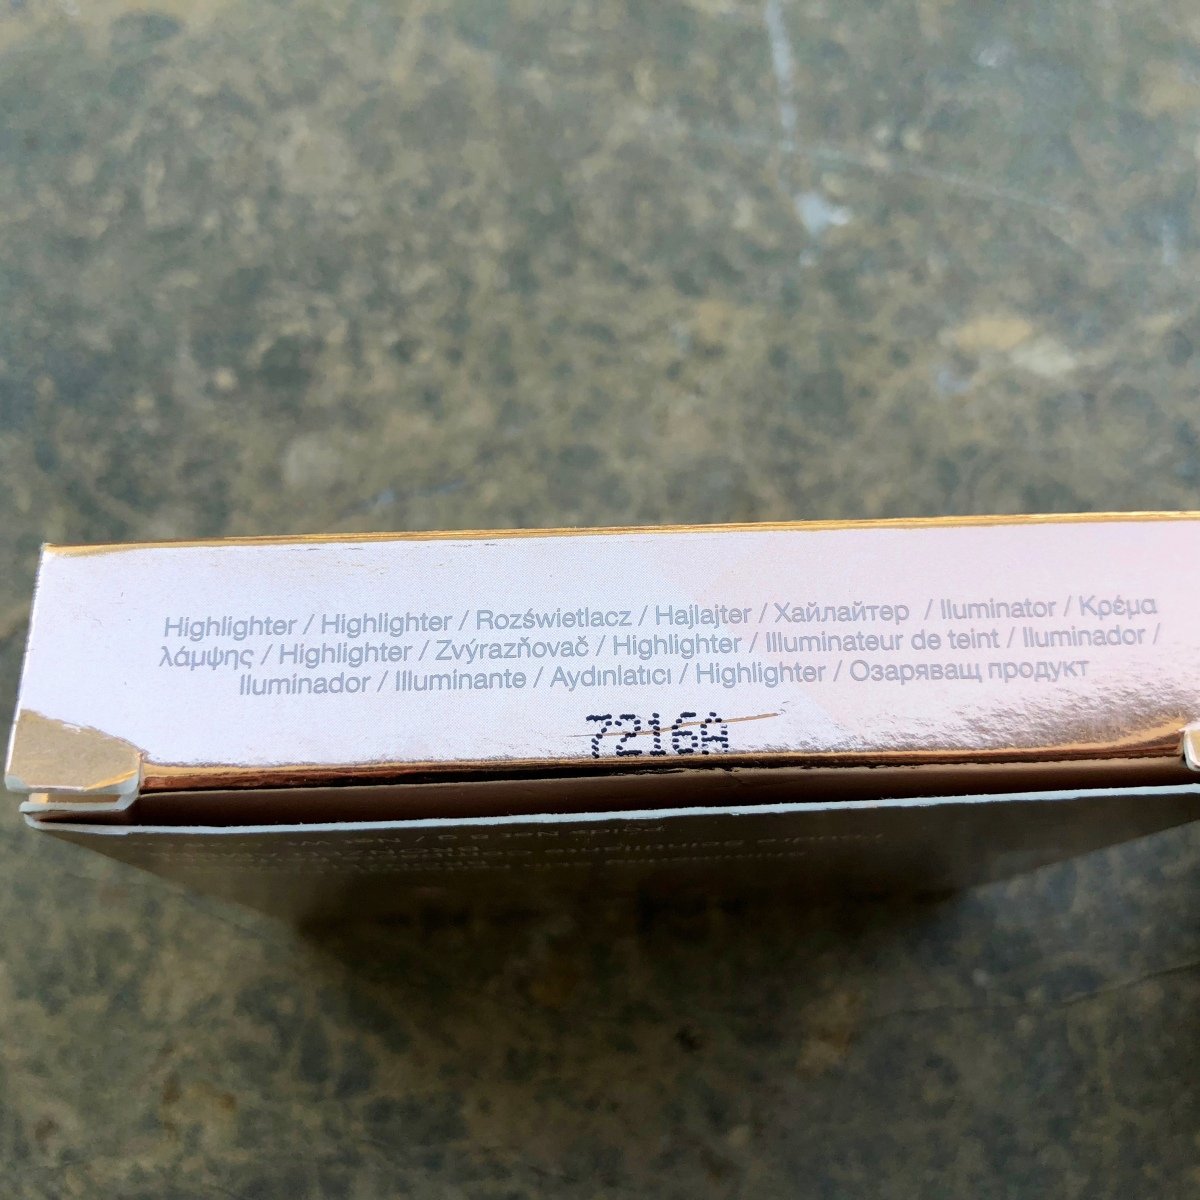 Highlighter / Highlighter / Rozświetlacz / Hajlajter / Хайлайтер / Iluminator / Κρέμα
λάμψης / Highlighter / Zvýrazňovač / Highlighter / Illuminateur de teint / Iluminador /
Iluminador / Illuminante / Aydınlatıcı / Highlighter / Озаряващ продукт
7216A